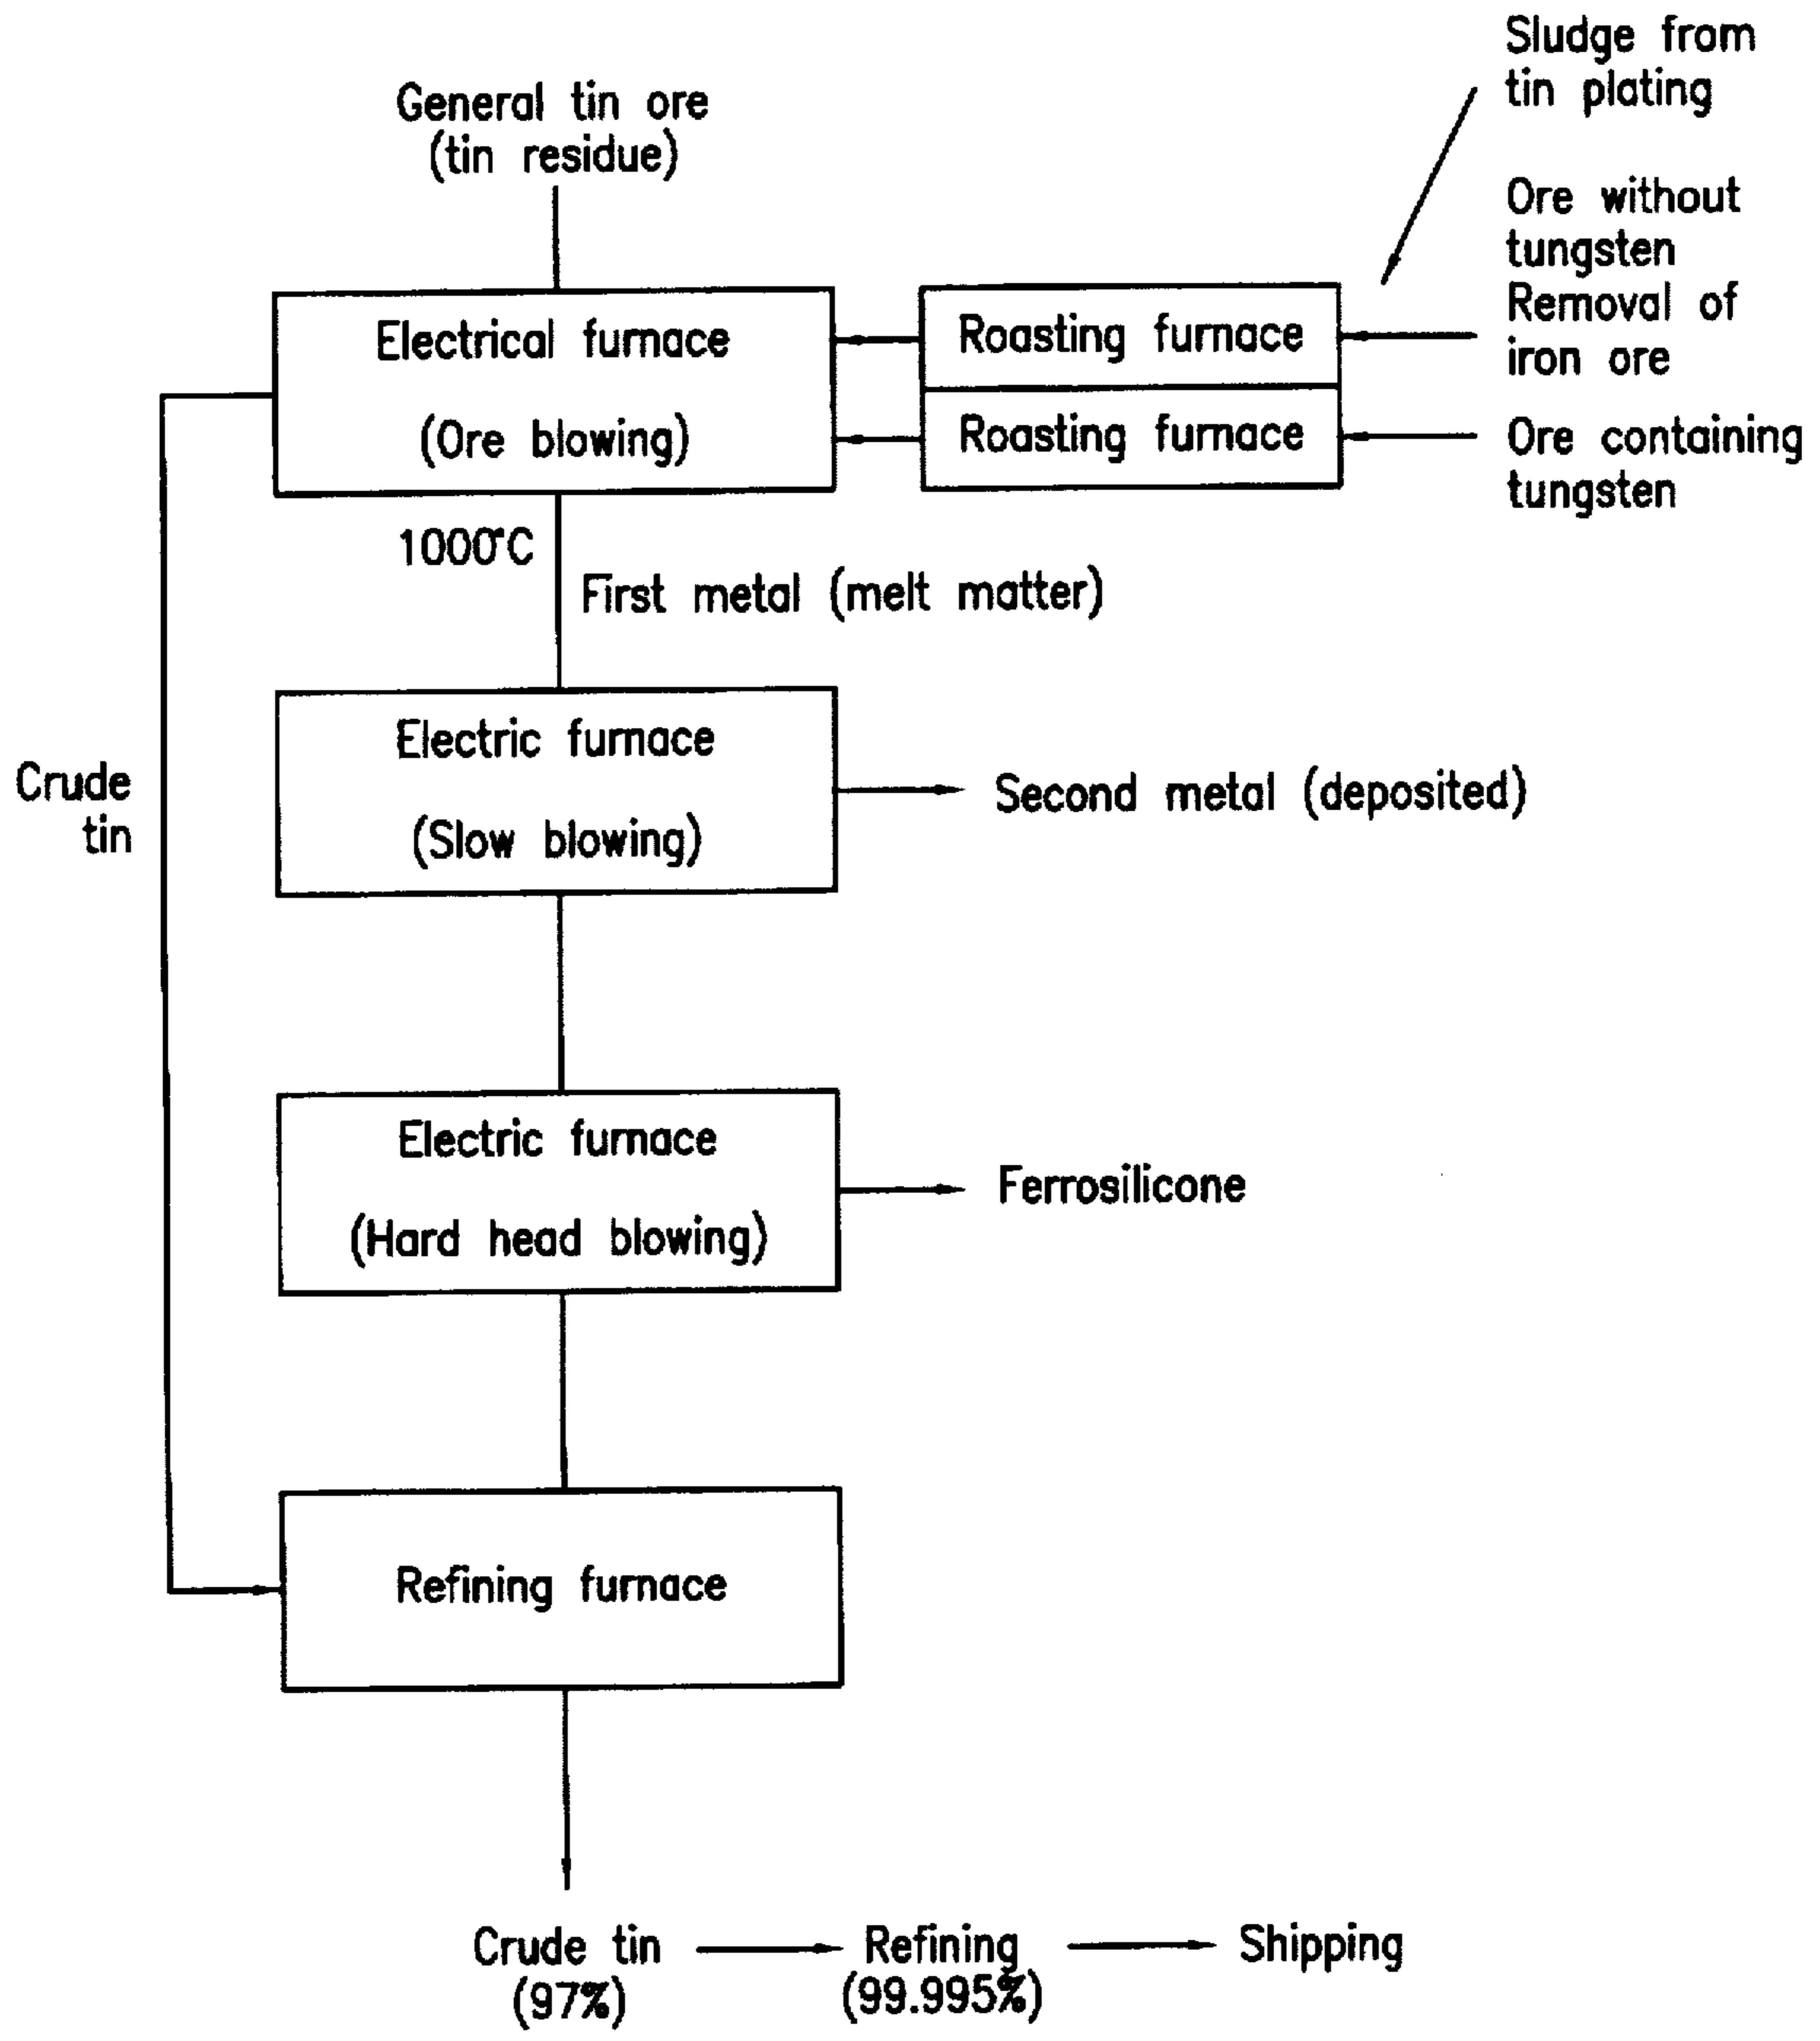 Sludge from
tin plating
General tin ore
(tin residue)
Ore without
tungsten
Removal of
iron ore
Electrical furnace
(Ore blowing)
Roasting furnace
Roasting furnace
Ore containing
tungsten
1000°C
First metal (melt matter)
Electric furnace
(Slow blowing)
Second metal (deposited)
Crude
tin
Electric furnace
(Hard head blowing)
Ferrosilicone
Refining furnace
Crude tin
(97%)
Refining
(99.995%)
Shipping